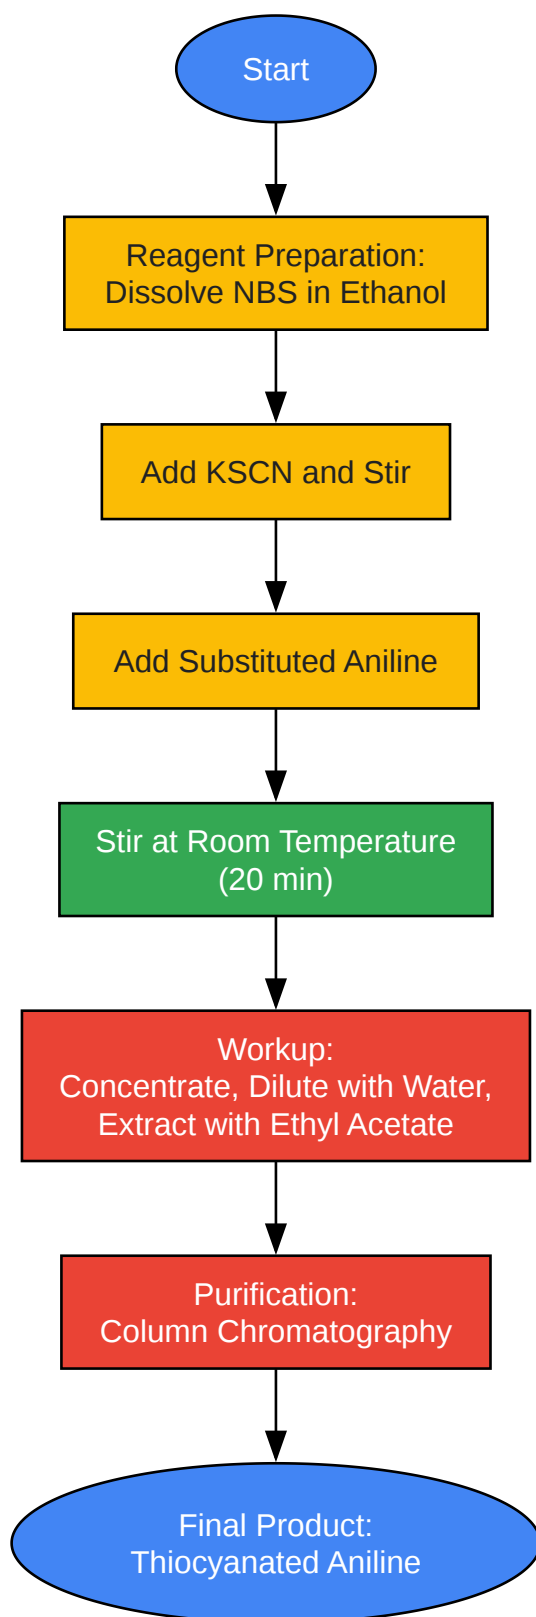 Start
Reagent Preparation:
Dissolve NBS in Ethanol
Add KSCN and Stir
Add Substituted Aniline
Stir at Room Temperature
(20 min)
Workup:
Concentrate, Dilute with Water,
Extract with Ethyl Acetate
Purification:
Column Chromatography
Final Product:
Thiocyanated Aniline